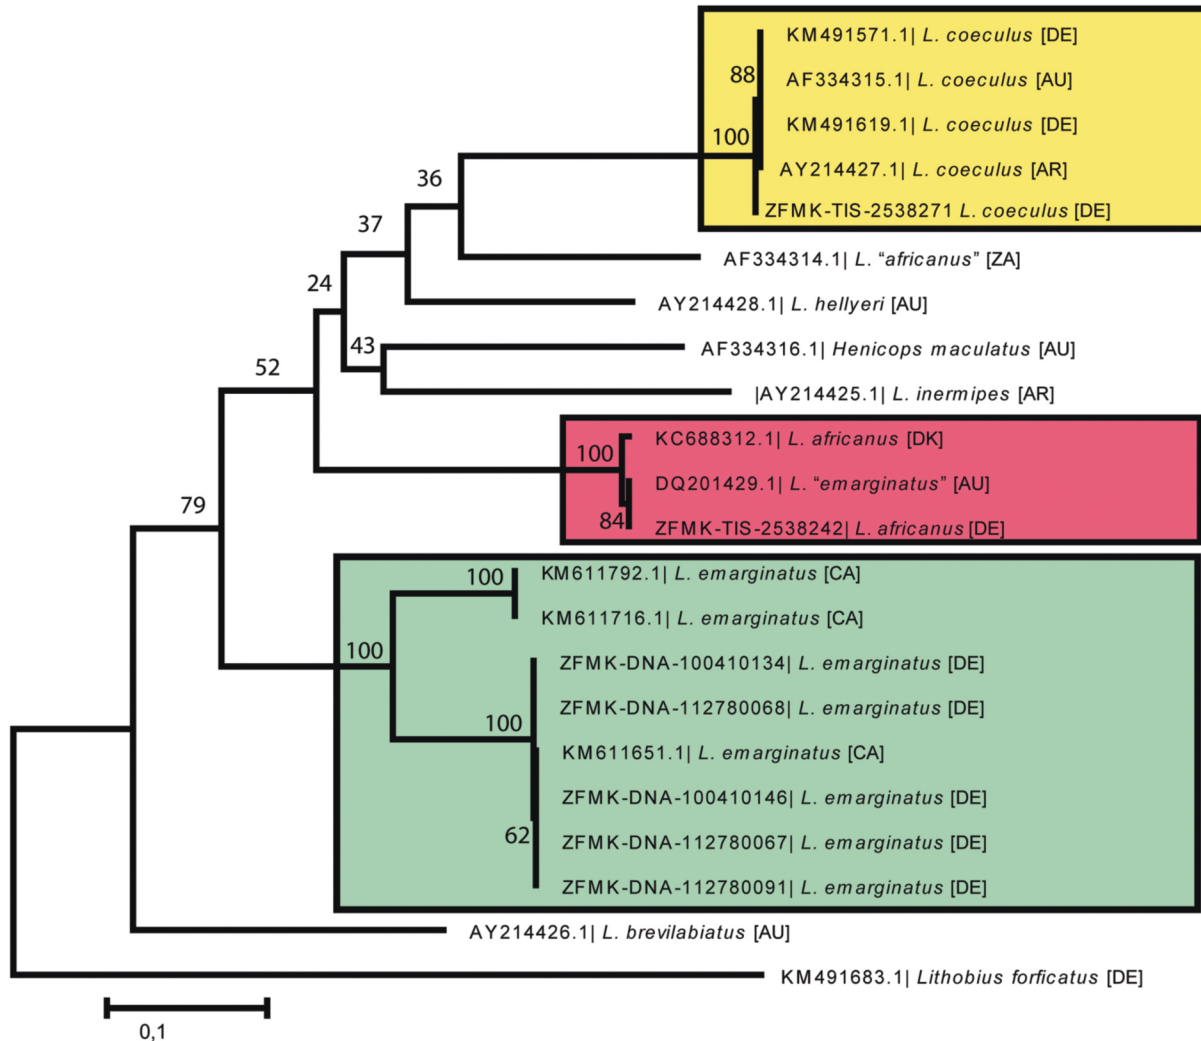 KM491571.1| L. coeculus [DE]
88
AF334315.1| L. coeculus [AU]
KM491619.1| L. coeculus [DE]
100
AY214427.1| L. coeculus [AR]
36
ZFMK-TIS-2538271 L. coeculus [DE]
37
AF334314.1| L. “africanus” [ZA]
24
AY214428.1| L. hellyeri [AU]
43
AF334316.1| Henicops maculatus [AU]
52
|AY214425.1| L. inermipes [AR]
KC688312.1| L. africanus [DK]
100
DQ201429.1| L. “emarginatus” [AU]
79
84
ZFMK-TIS-2538242| L. africanus [DE]
KM611792.1| L. emarginatus [CA]
100
KM611716.1| L. emarginatus [CA]
100
ZFMK-DNA-100410134| L. emarginatus [DE]
ZFMK-DNA-112780068| L. emarginatus [DE]
100
KM611651.1| L. emarginatus [CA]
ZFMK-DNA-100410146| L. emarginatus [DE]
62
ZFMK-DNA-112780067| L. emarginatus [DE]
ZFMK-DNA-112780091| L. emarginatus [DE]
AY214426.1| L. brevilabiatus [AU]
KM491683.1| Lithobius forficatus [DE]
0,1